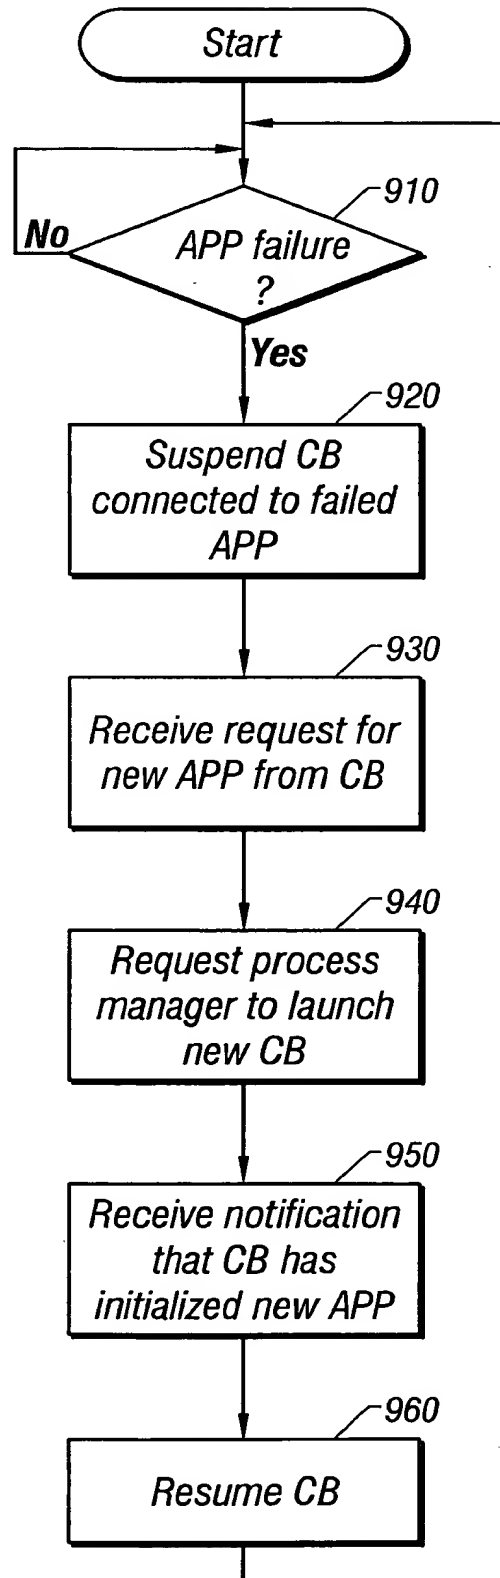 Start
910
No
APP failure
?
Yes
920
Suspend CB
connected to failed
APP
930
Receive request for
new APP from CB
940
Request process
manager to launch
new CB
950
Receive notification
that CB has
initialized new APP
960
Resume CB